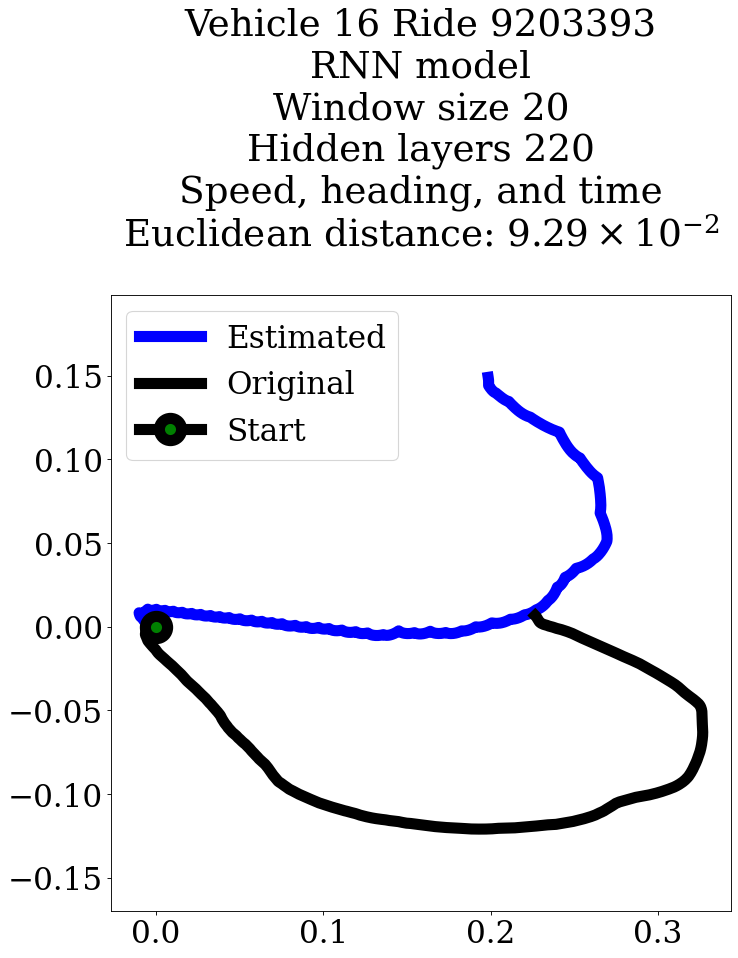 Vehicle 16 Ride 9203393
RNN model
Window size 20
Hidden layers 220
Speed, heading, and time
Euclidean distance: 9.29 × 10⁻²
Estimated
Original
Start
0.15
0.10
0.05
0.00
−0.05
−0.10
−0.15
0.0 0.1 0.2 0.3